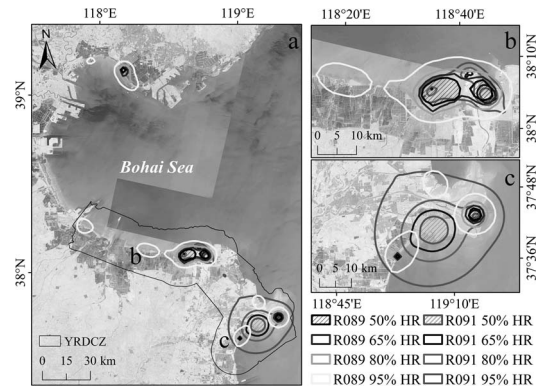 118°E
119°E
N
a
39°N
Bohai Sea
b
38°N
c
YRDCZ
0 15 30 km
118°20'E
118°40'E
b
38°10'N
38°N
0 5 10 km
c
37°48'N
37°36'E
0 5 10 km
118°45'E
119°10'E
R089 50% HR
R091 50% HR
R089 65% HR
R091 65% HR
R089 80% HR
R091 80% HR
R089 95% HR
R091 95% HR